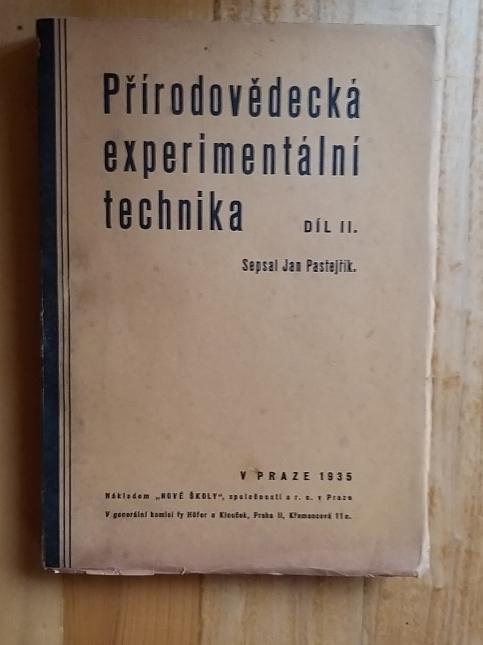 Přírodovědecká
experimentální
technika DÍL II.
Sepsal Jan Pastejřík.
V PRAZE 1935
Nákladem „NOVÉ ŠKOLY", společnosti s r. o. v Praze
V generální komisi fy Höfer a Klouček, Praha II, Křemencová 11 n.